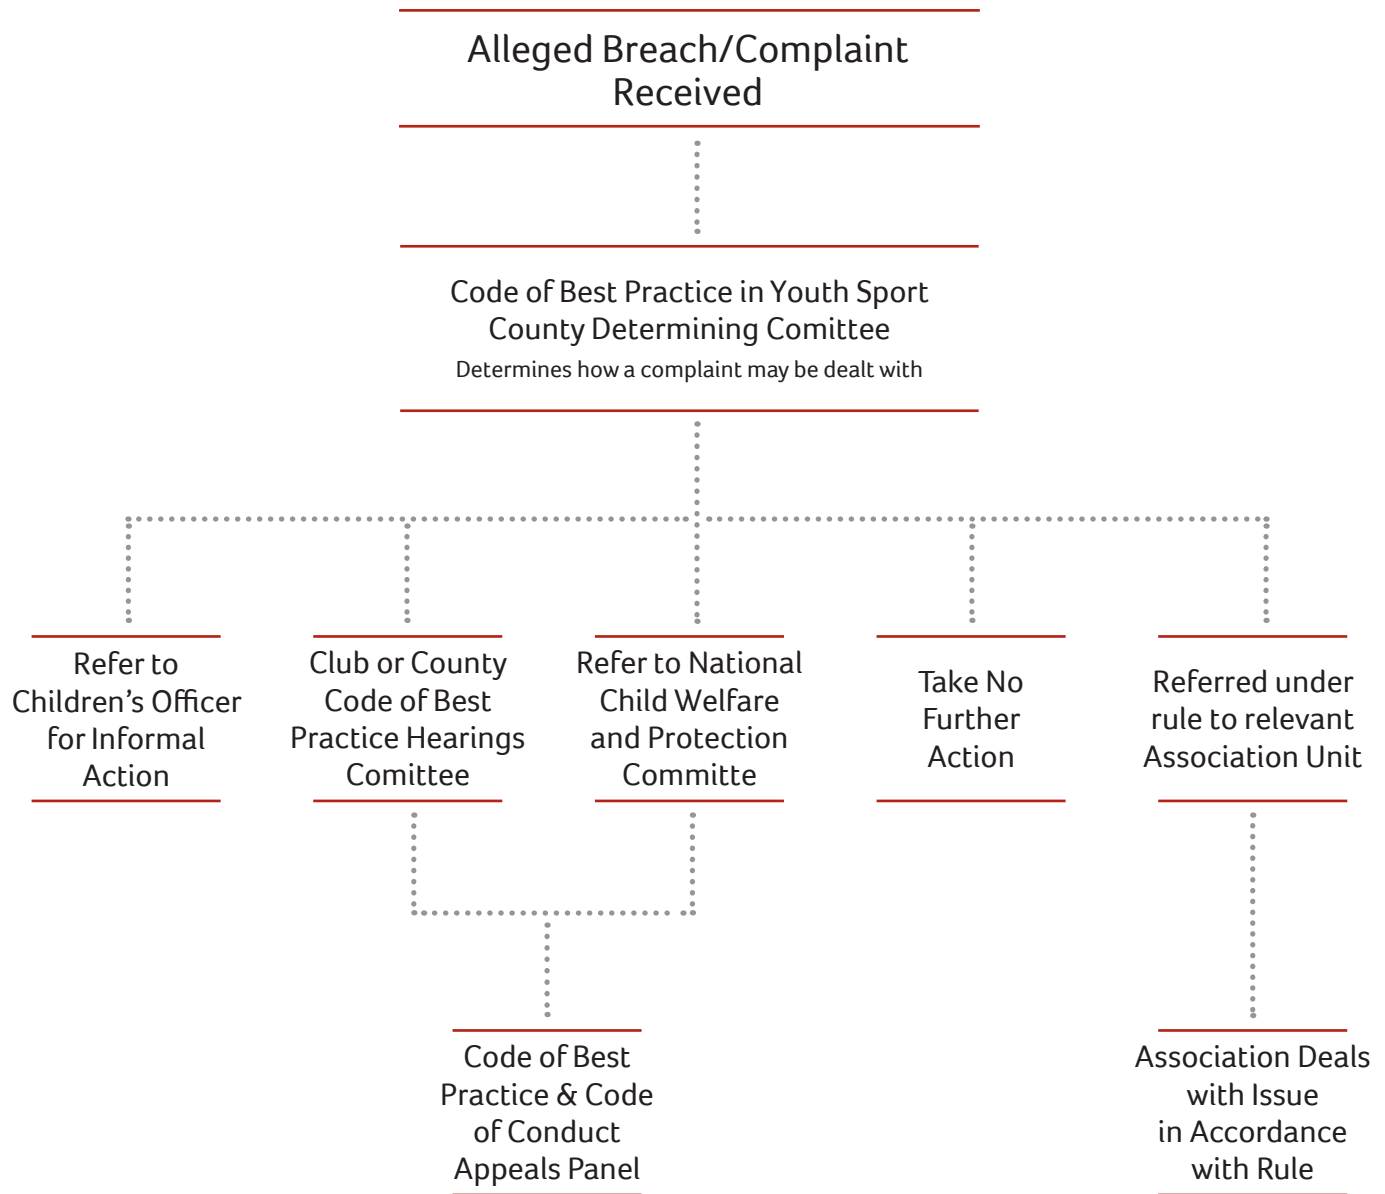 Alleged Breach/Complaint
Received
Code of Best Practice in Youth Sport
County Determining Comittee
Determines how a complaint may be dealt with
Refer to
Children's Officer
for Informal
Action
Club or County
Code of Best
Practice Hearings
Comittee
Refer to National
Child Welfare
and Protection
Committe
Take No
Further
Action
Referred under
rule to relevant
Association Unit
Code of Best
Practice & Code
of Conduct
Appeals Panel
Association Deals
with Issue
in Accordance
with Rule